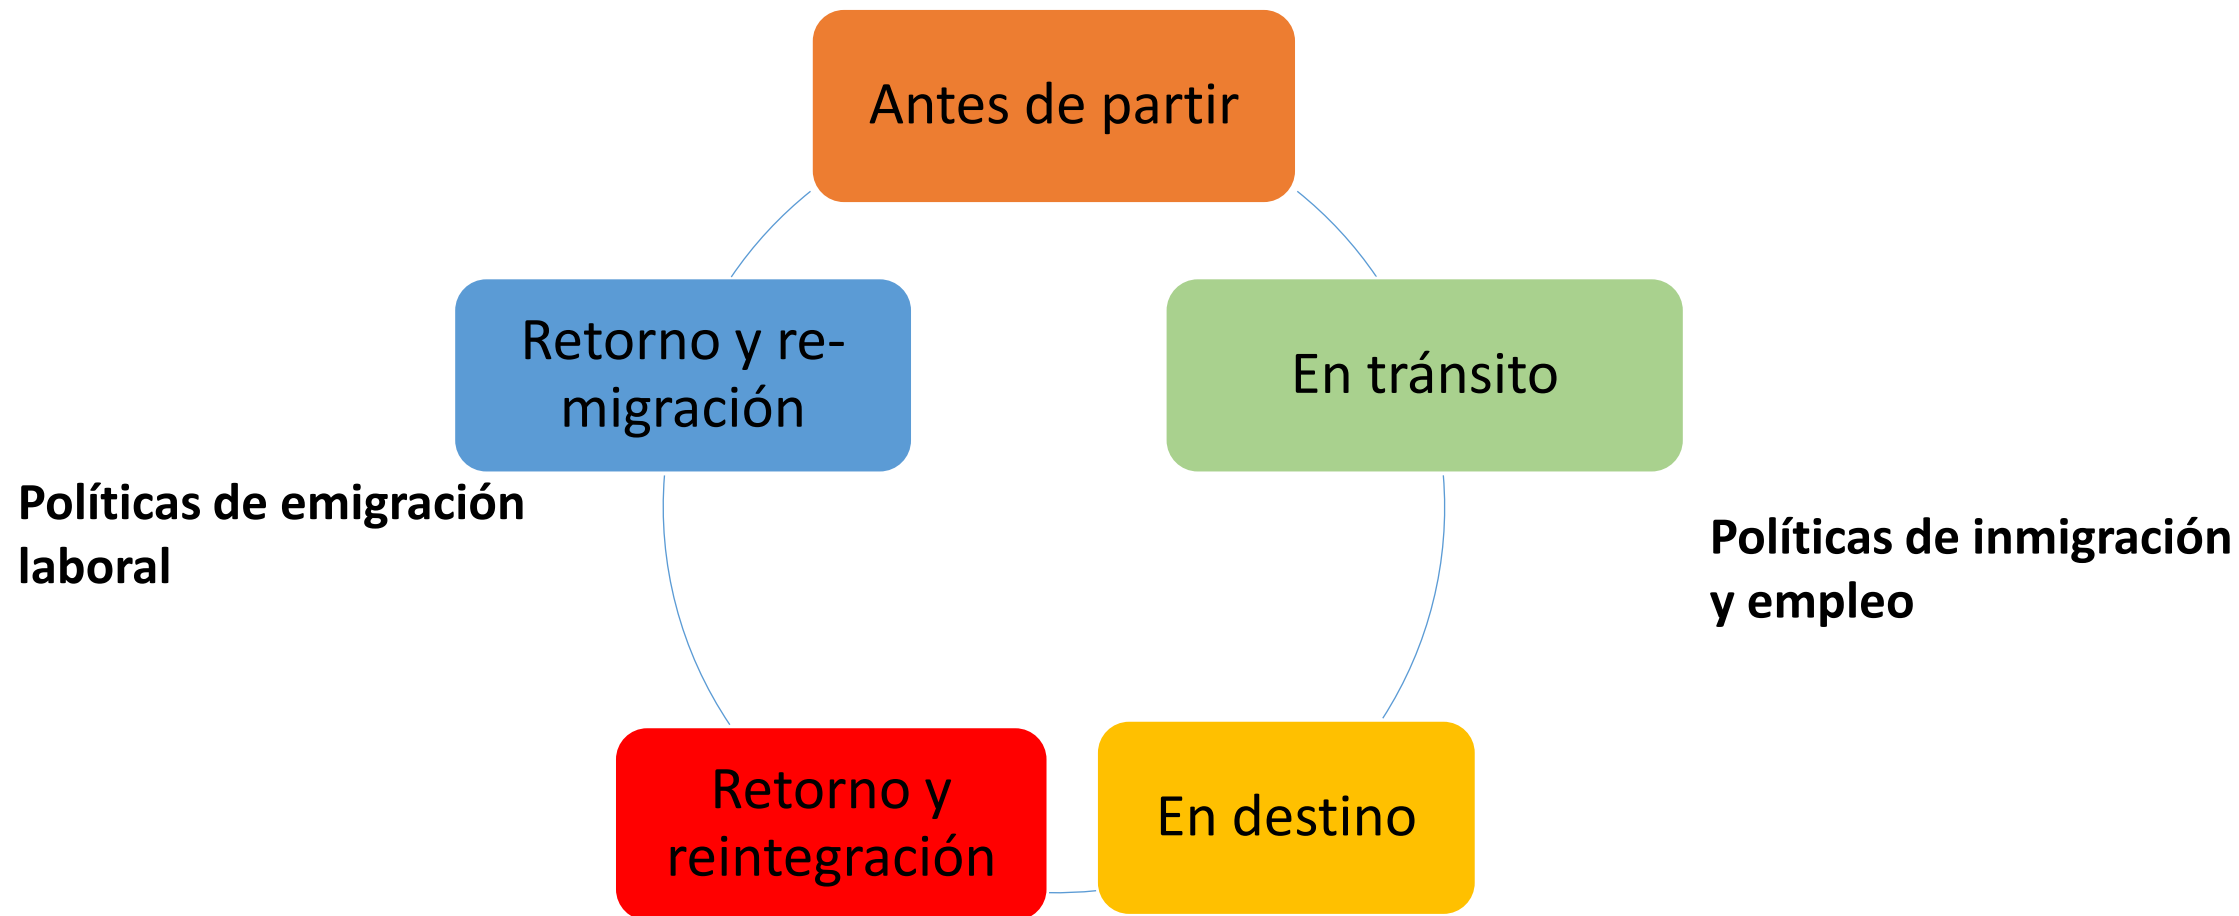 Antes de partir
Retorno y re-
migración
En tránsito
Políticas de emigración
laboral
Políticas de inmigración
y empleo
Retorno y
reintegración
En destino